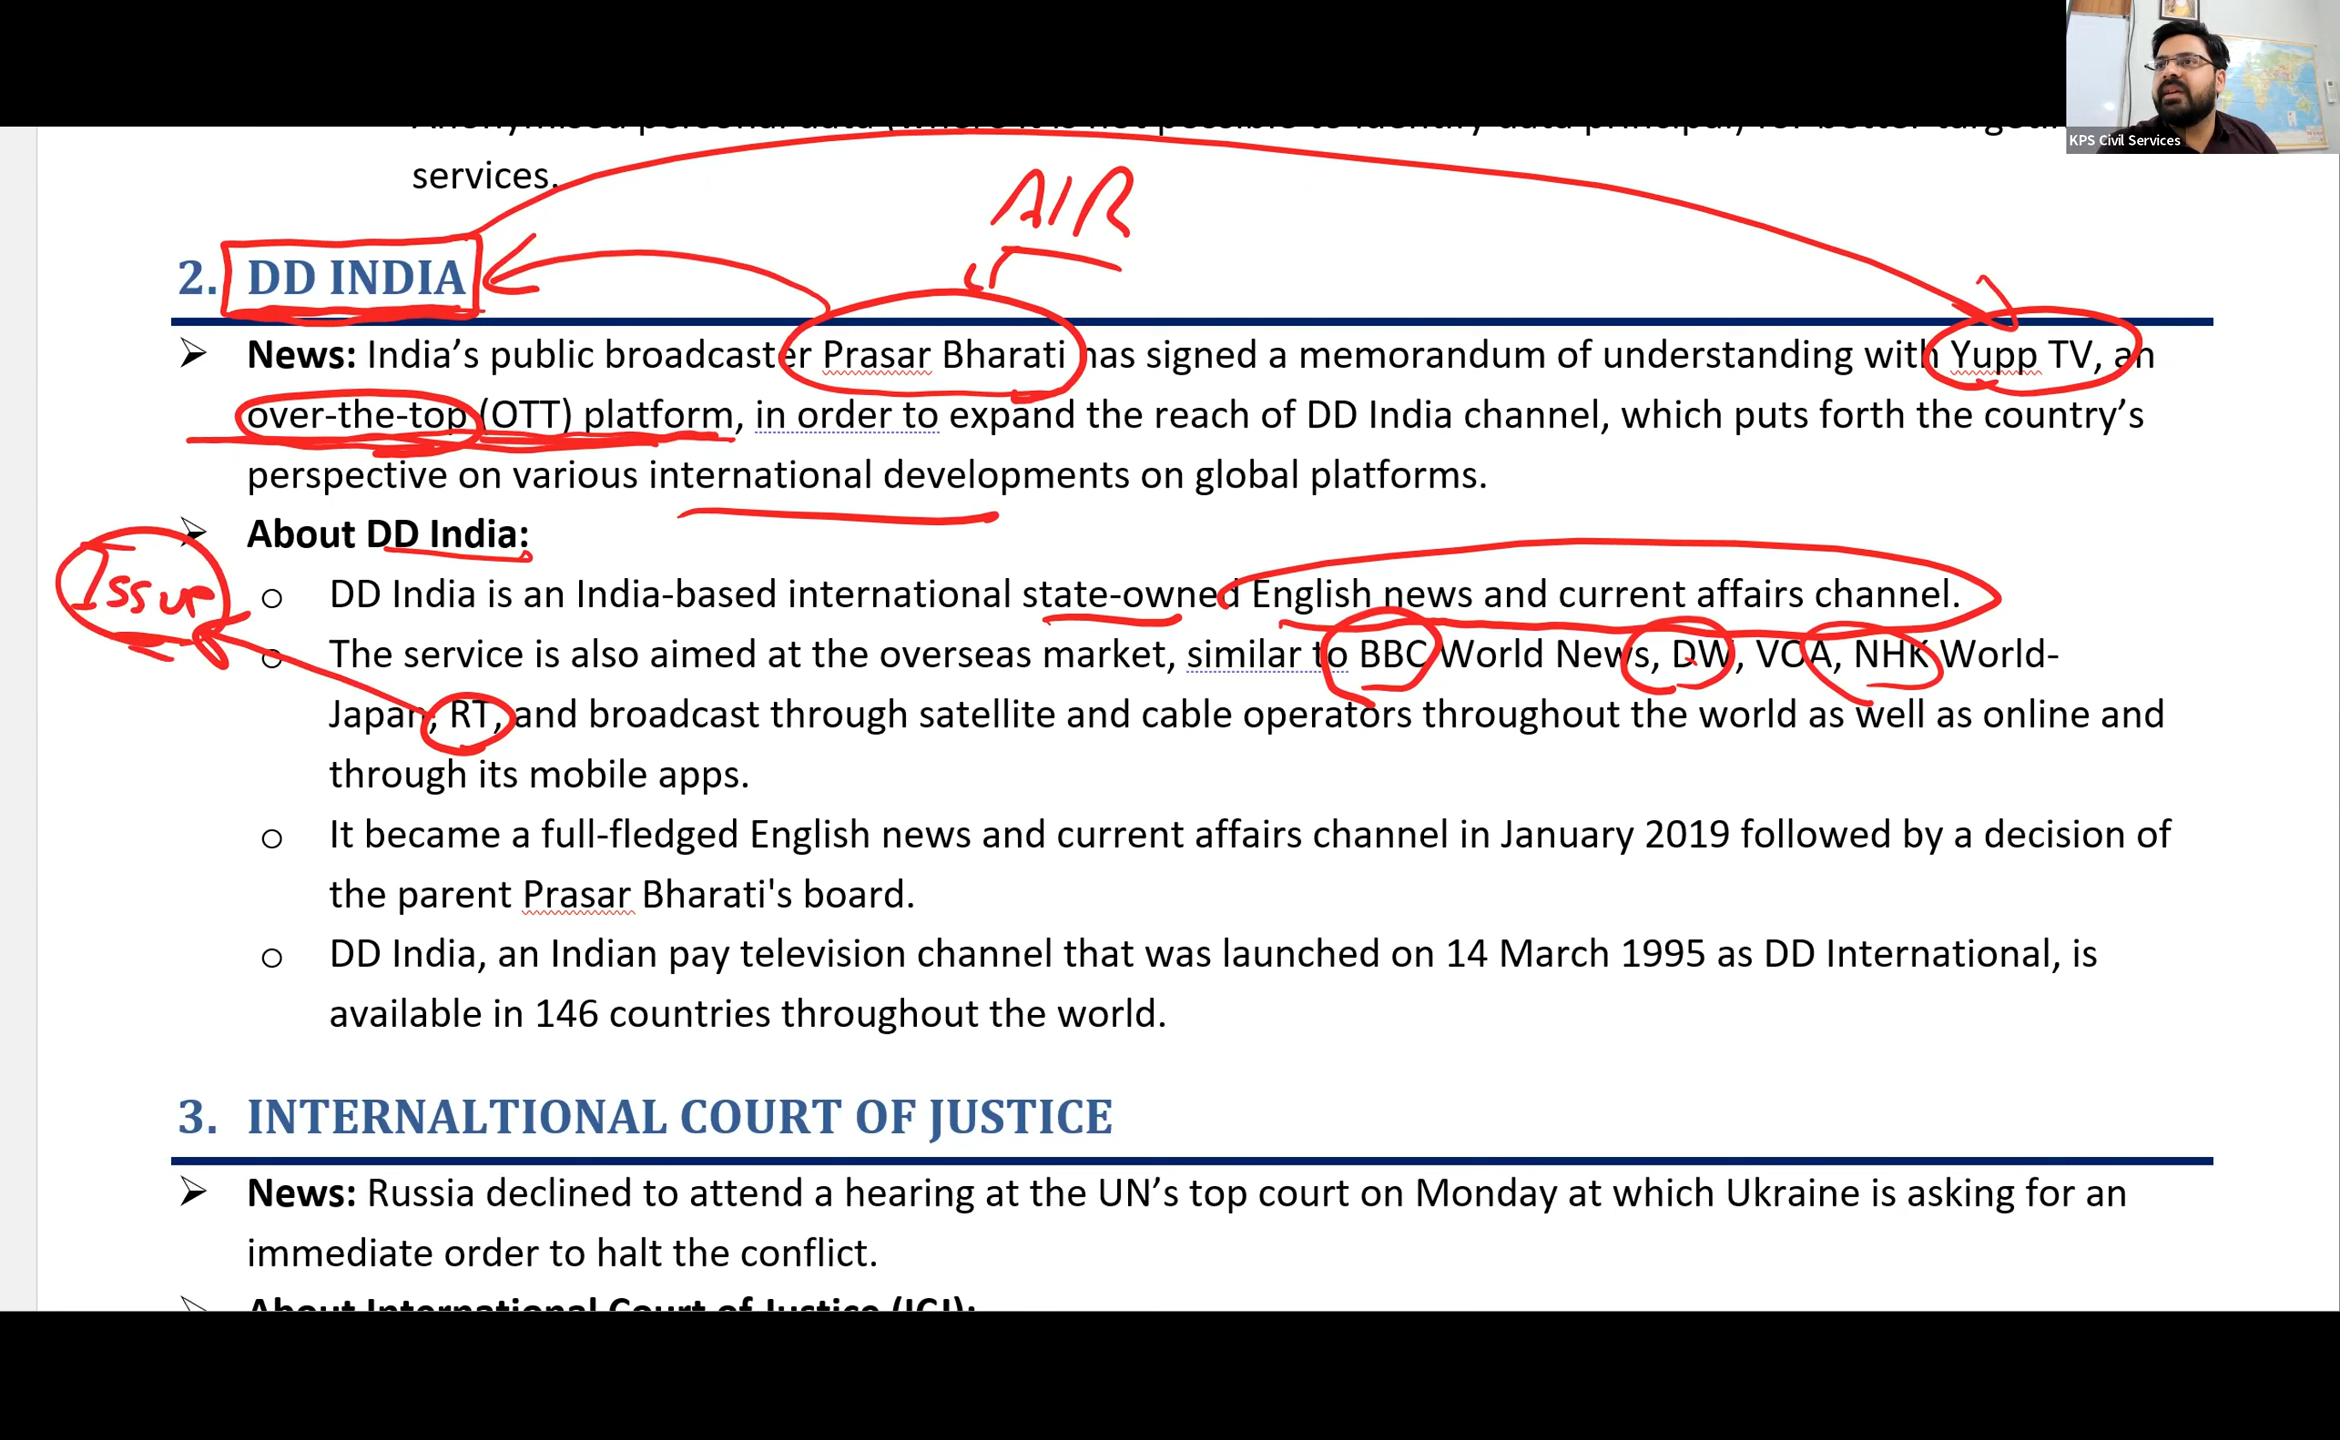 KPS Civil Services
services.
AIR
2. DD INDIA
➢ News: India’s public broadcaster Prasar Bharati has signed a memorandum of understanding with Yupp TV, an
over-the-top (OTT) platform, in order to expand the reach of DD India channel, which puts forth the country’s
perspective on various international developments on global platforms.
➢ About DD India:
Issue
o DD India is an India-based international state-owned English news and current affairs channel.
o The service is also aimed at the overseas market, similar to BBC World News, DW, VOA, NHK World-
Japan, RT, and broadcast through satellite and cable operators throughout the world as well as online and
through its mobile apps.
o It became a full-fledged English news and current affairs channel in January 2019 followed by a decision of
the parent Prasar Bharati's board.
o DD India, an Indian pay television channel that was launched on 14 March 1995 as DD International, is
available in 146 countries throughout the world.
3. INTERNALTIONAL COURT OF JUSTICE
➢ News: Russia declined to attend a hearing at the UN’s top court on Monday at which Ukraine is asking for an
immediate order to halt the conflict.
About International Court of Justice (ICJ):